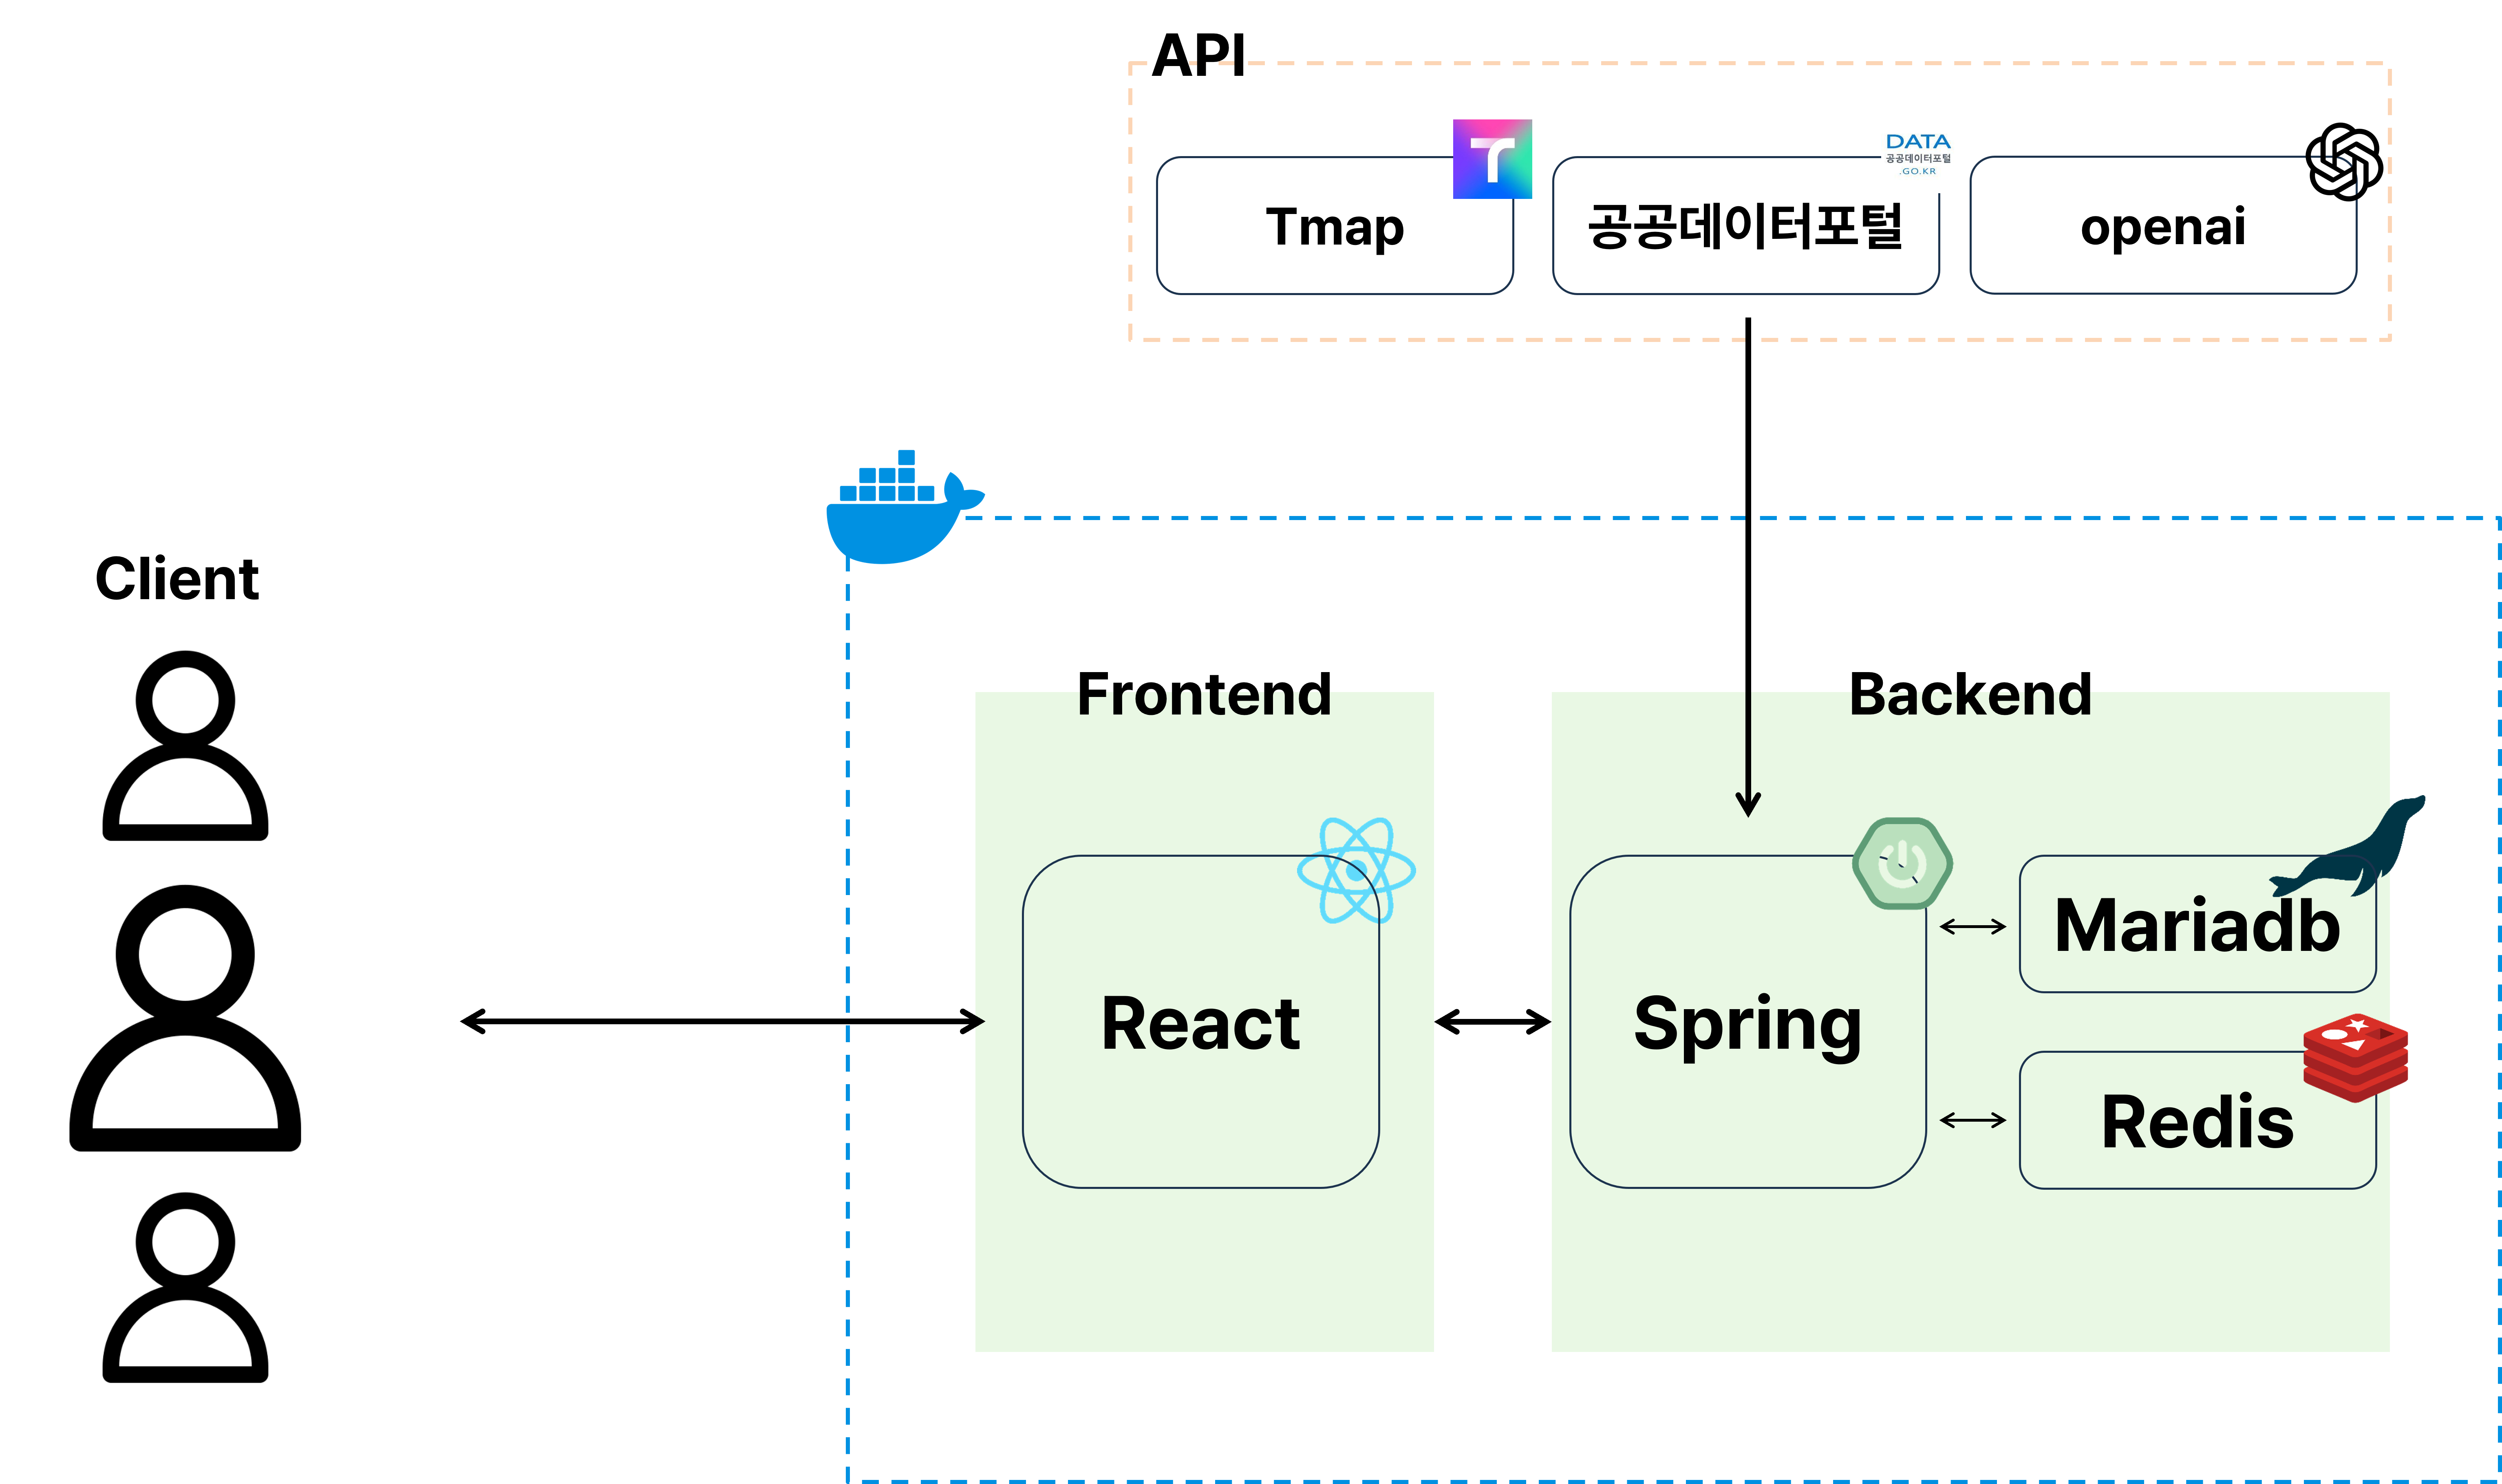 API
Tmap
DATA
공공데이터포털
.GO.KR
공공데이터포털
openai
Client
Frontend
Backend
React
Spring
Mariadb
Redis